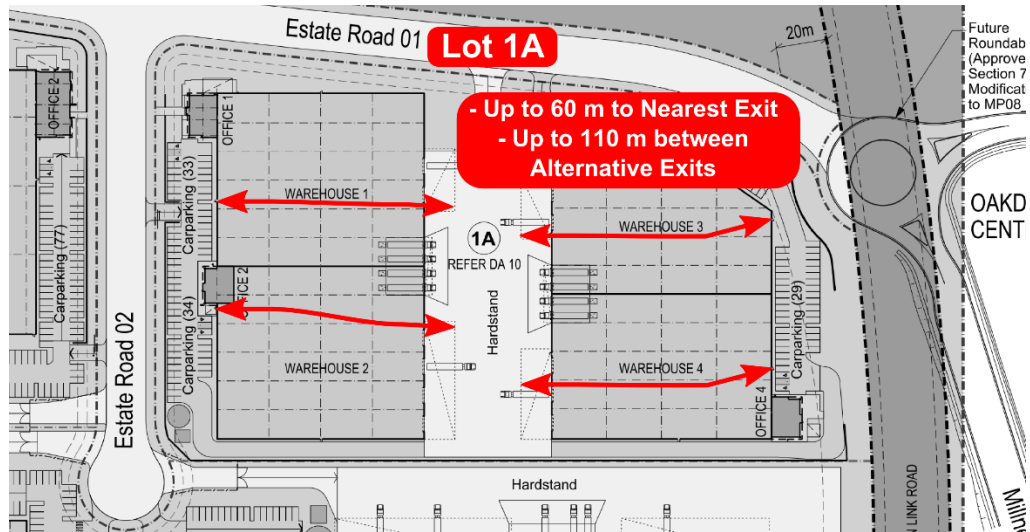 Estate Road 01
Lot 1A
20m
Future
Roundab
(Approve
Section 7
Modificat
to MP08
- Up to 60 m to Nearest Exit
- Up to 110 m between
Alternative Exits
OFFICE 2
OFFICE 1
Carparking (33)
WAREHOUSE 1
WAREHOUSE 3
1A
REFER DA 10
OAKD
CENT
Carparking (77)
OFFICE 2
Carparking (34)
Hardstand
Carparking (29)
Estate Road 02
WAREHOUSE 2
WAREHOUSE 4
OFFICE 4
N LINK ROAD
Hardstand
Milln